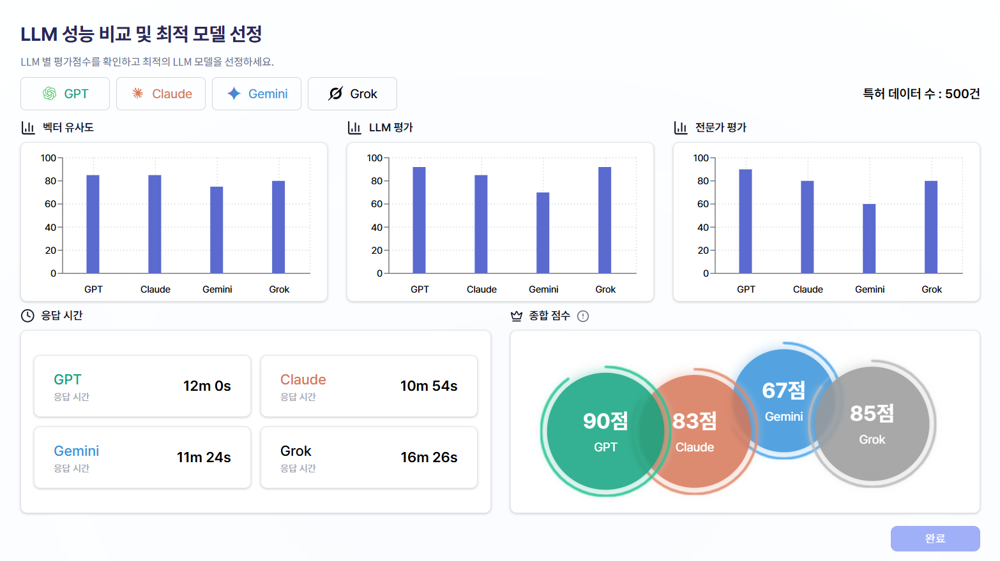 LLM 성능 비교 및 최적 모델 선정
LLM 별 평가점수를 확인하고 최적의 LLM 모델을 선정하세요.
GPT
Claude
Gemini
Grok
특허 데이터 수 : 500건
벡터 유사도
100
80
60
40
20
0
GPT Claude Gemini Grok
LLM 평가
100
80
60
40
20
0
GPT Claude Gemini Grok
전문가 평가
100
80
60
40
20
0
GPT Claude Gemini Grok
응답 시간
GPT
응답 시간
12m 0s
Claude
응답 시간
10m 54s
Gemini
응답 시간
11m 24s
Grok
응답 시간
16m 26s
종합 점수
90점
GPT
83점
Claude
67점
Gemini
85점
Grok
완료